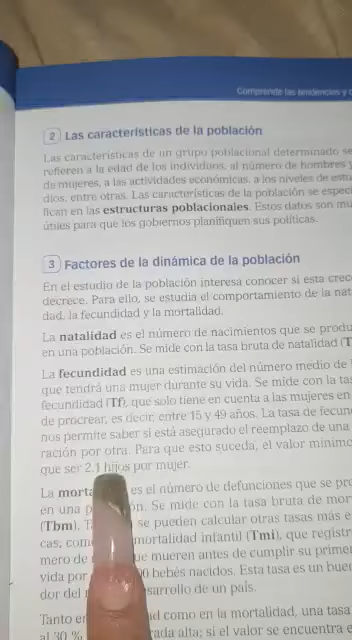 Comprende las tendencias y
2 Las características de la población
Las características de un grupo poblacional determinado se
refieren a la edad de los individuos, al número de hombres y
de mujeres, a las actividades económicas, a los niveles de estu
dios, entre otras. Las características de la población se especi
fican en las estructuras poblacionales. Estos datos son mu
útiles para que los gobiernos planifiquen sus políticas.
3 Factores de la dinámica de la población
En el estudio de la población interesa conocer si esta crec
decrece. Para ello, se estudia el comportamiento de la nat
dad, la fecundidad y la mortalidad.
La natalidad es el número de nacimientos que se produ
en una población. Se mide con la tasa bruta de natalidad (T
La fecundidad es una estimación del número medio de
que tendrá una mujer durante su vida. Se mide con la ta
fecundidad (Tf), que solo tiene en cuenta a las mujeres en
de procrear, es decir, entre 15 y 49 años. La tasa de fecun
nos permite saber si está asegurado el reemplazo de una
ración por otra. Para que esto suceda, el valor mínimo
que ser 2,1 hijos por mujer.
La morta es el número de defunciones que se pro
en una p ón. Se mide con la tasa bruta de mor
(Tbm). T se pueden calcular otras tasas más e
cas, com mortalidad infantil (Tmi), que registr
mero de ue mueren antes de cumplir su prime
vida por 00 bebés nacidos. Esta tasa es un bue
dor del sarrollo de un país.
Tanto e ad como en la mortalidad, una tasa
al 30 % rada alta; si el valor se encuentra e